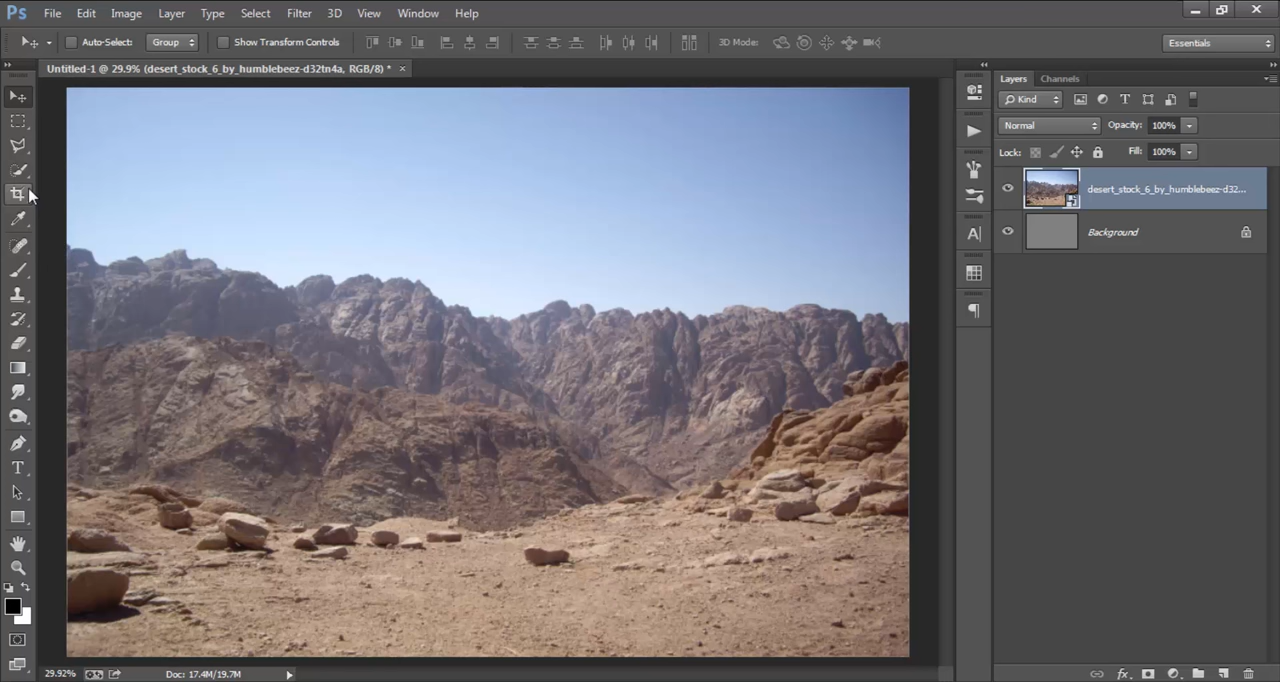 Ps File Edit Image Layer Type Select Filter 3D View Window Help
Auto-Select: Group Show Transform Controls 3D Mode: Essentials
Untitled-1 @ 29.9% (desert_stock_6_by_humblebeez-d32tn4a, RGB/8) * ×
Layers Channels
Kind T
Normal Opacity: 100%
Lock: Fill: 100%
desert_stock_6_by_humblebeez-d32...
Background
A
T
29.92% Doc: 17.4M/19.7M
fx